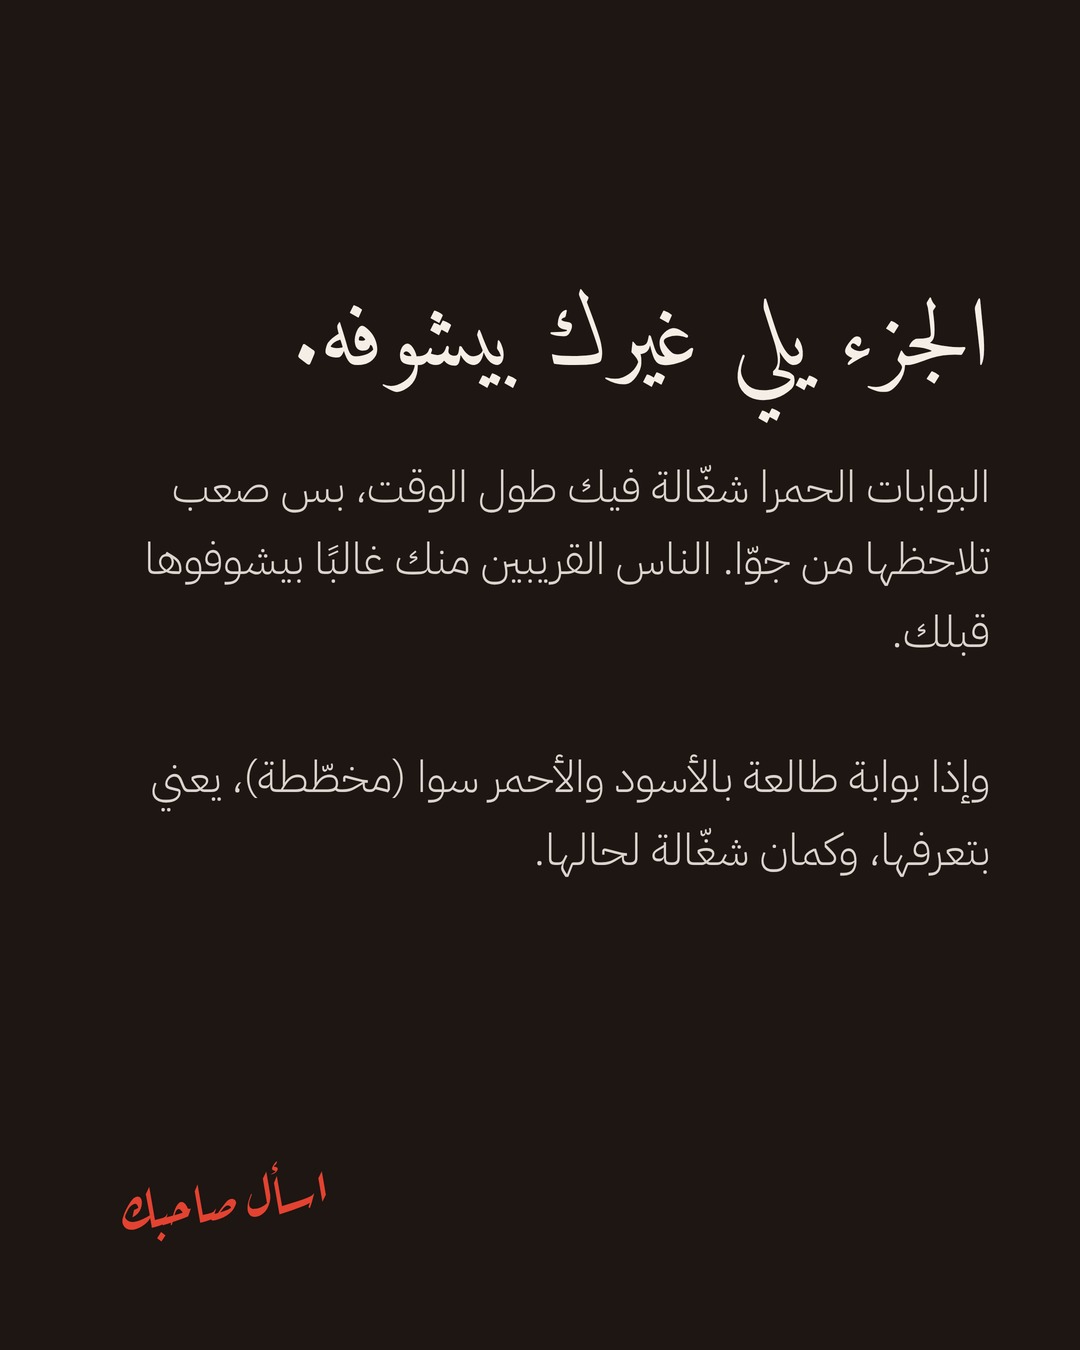 الجزء يلي غيرك بيشوفه.
البوابات الحمرا شغّالة فيك طول الوقت، بس صعب
تلاحظها من جوّا. الناس القريبين منك غالبًا بيشوفوها
قبلك.
وإذا بوابة طالعة بالأسود والأحمر سوا (مخطّطة)، يعني
بتعرفها، وكمان شغّالة لحالها.
اسأل صاحبك